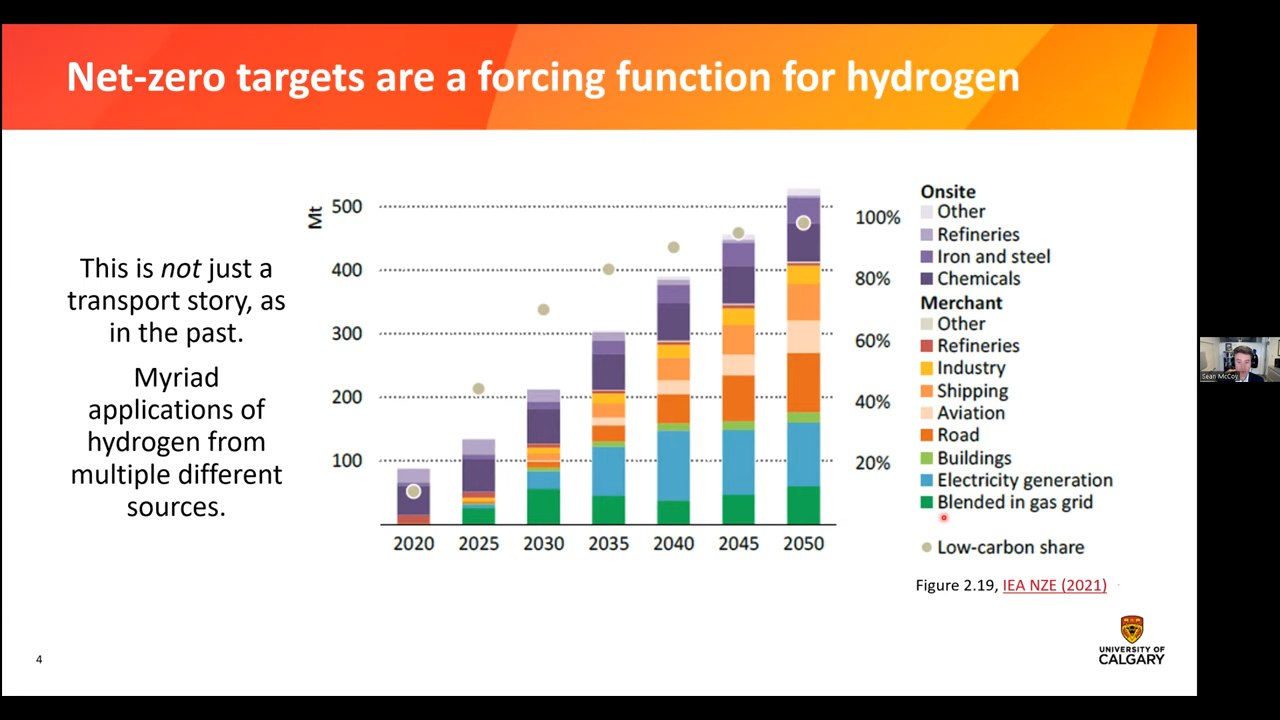 Net-zero targets are a forcing function for hydrogen
This is not just a
transport story, as
in the past.
Myriad
applications of
hydrogen from
multiple different
sources.
Mt
500
400
300
200
100
2020 2025 2030 2035 2040 2045 2050
100%
80%
60%
40%
20%
Onsite
Other
Refineries
Iron and steel
Chemicals
Merchant
Other
Refineries
Industry
Shipping
Aviation
Road
Buildings
Electricity generation
Blended in gas grid
Low-carbon share
Figure 2.19, IEA NZE (2021)
4
UNIVERSITY OF
CALGARY
Sean McCoy